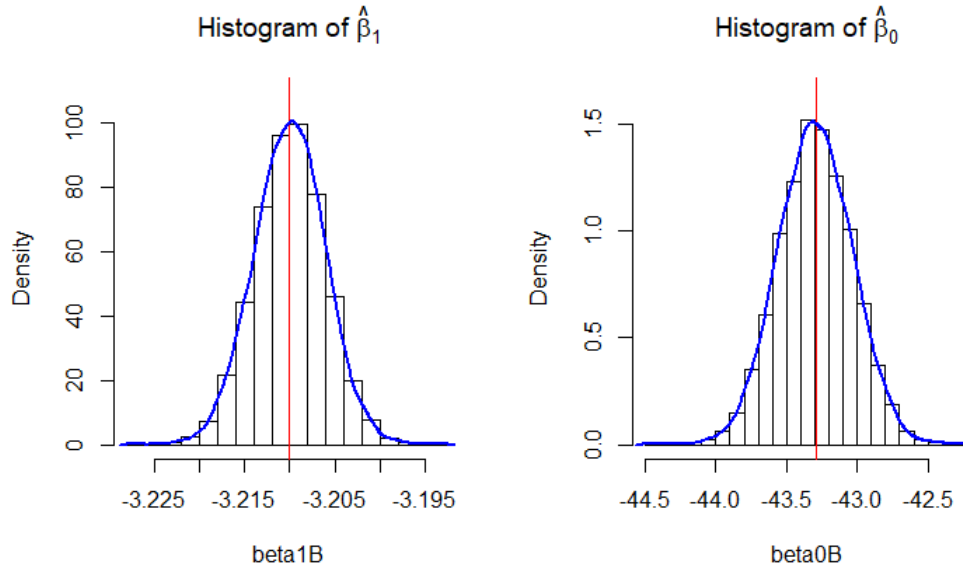 Histogram of β̂₁
Density
0 20 40 60 80 100
-3.225 -3.215 -3.205 -3.195
beta1B
Histogram of β̂₀
Density
0.0 0.5 1.0 1.5
-44.5 -44.0 -43.5 -43.0 -42.5
beta0B